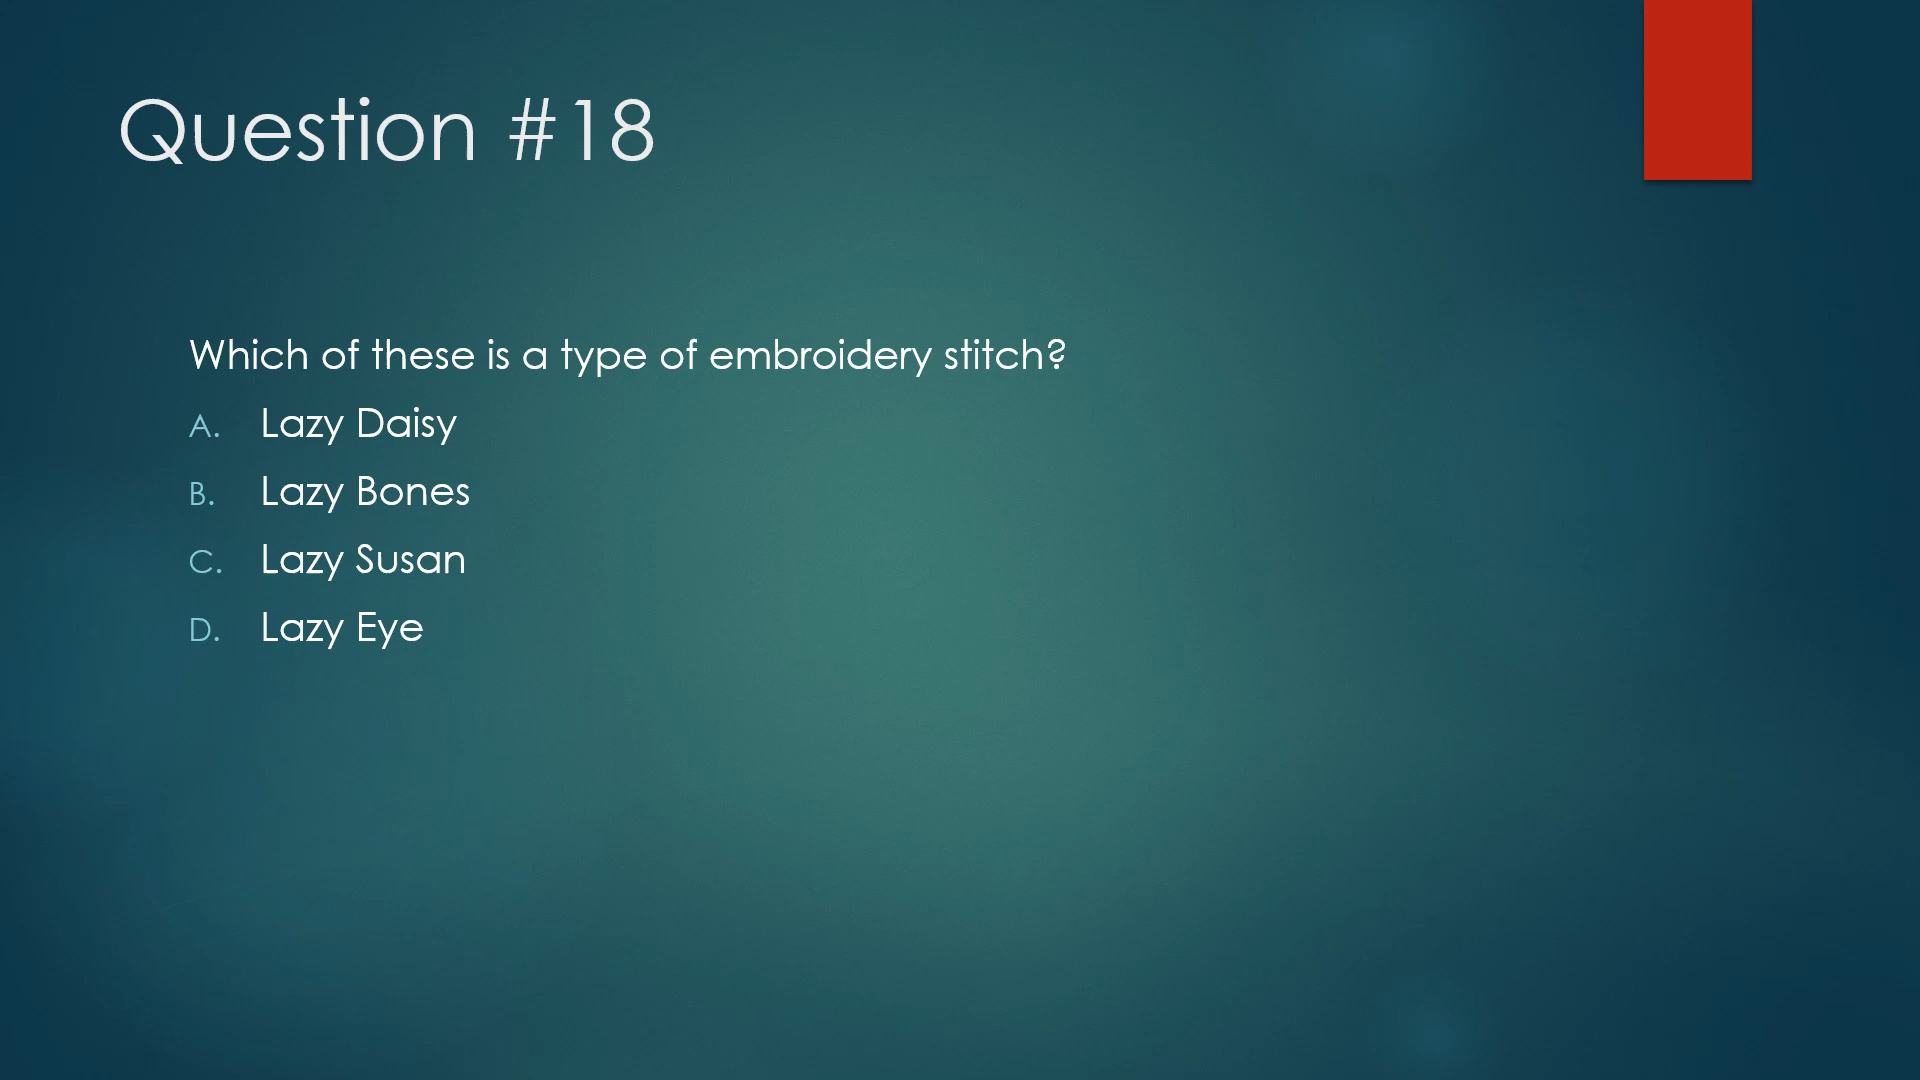 Question #18
Which of these is a type of embroidery stitch?
A. Lazy Daisy
B. Lazy Bones
C. Lazy Susan
D. Lazy Eye